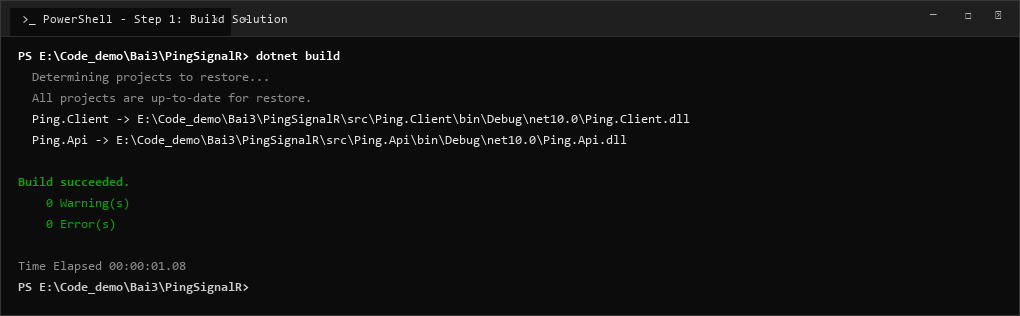 >_ PowerShell - Step 1: Build Solution
PS E:\Code_demo\Bai3\PingSignalR> dotnet build
Determining projects to restore...
All projects are up-to-date for restore.
Ping.Client -> E:\Code_demo\Bai3\PingSignalR\src\Ping.Client\bin\Debug\net10.0\Ping.Client.dll
Ping.Api -> E:\Code_demo\Bai3\PingSignalR\src\Ping.Api\bin\Debug\net10.0\Ping.Api.dll
Build succeeded.
0 Warning(s)
0 Error(s)
Time Elapsed 00:00:01.08
PS E:\Code_demo\Bai3\PingSignalR>